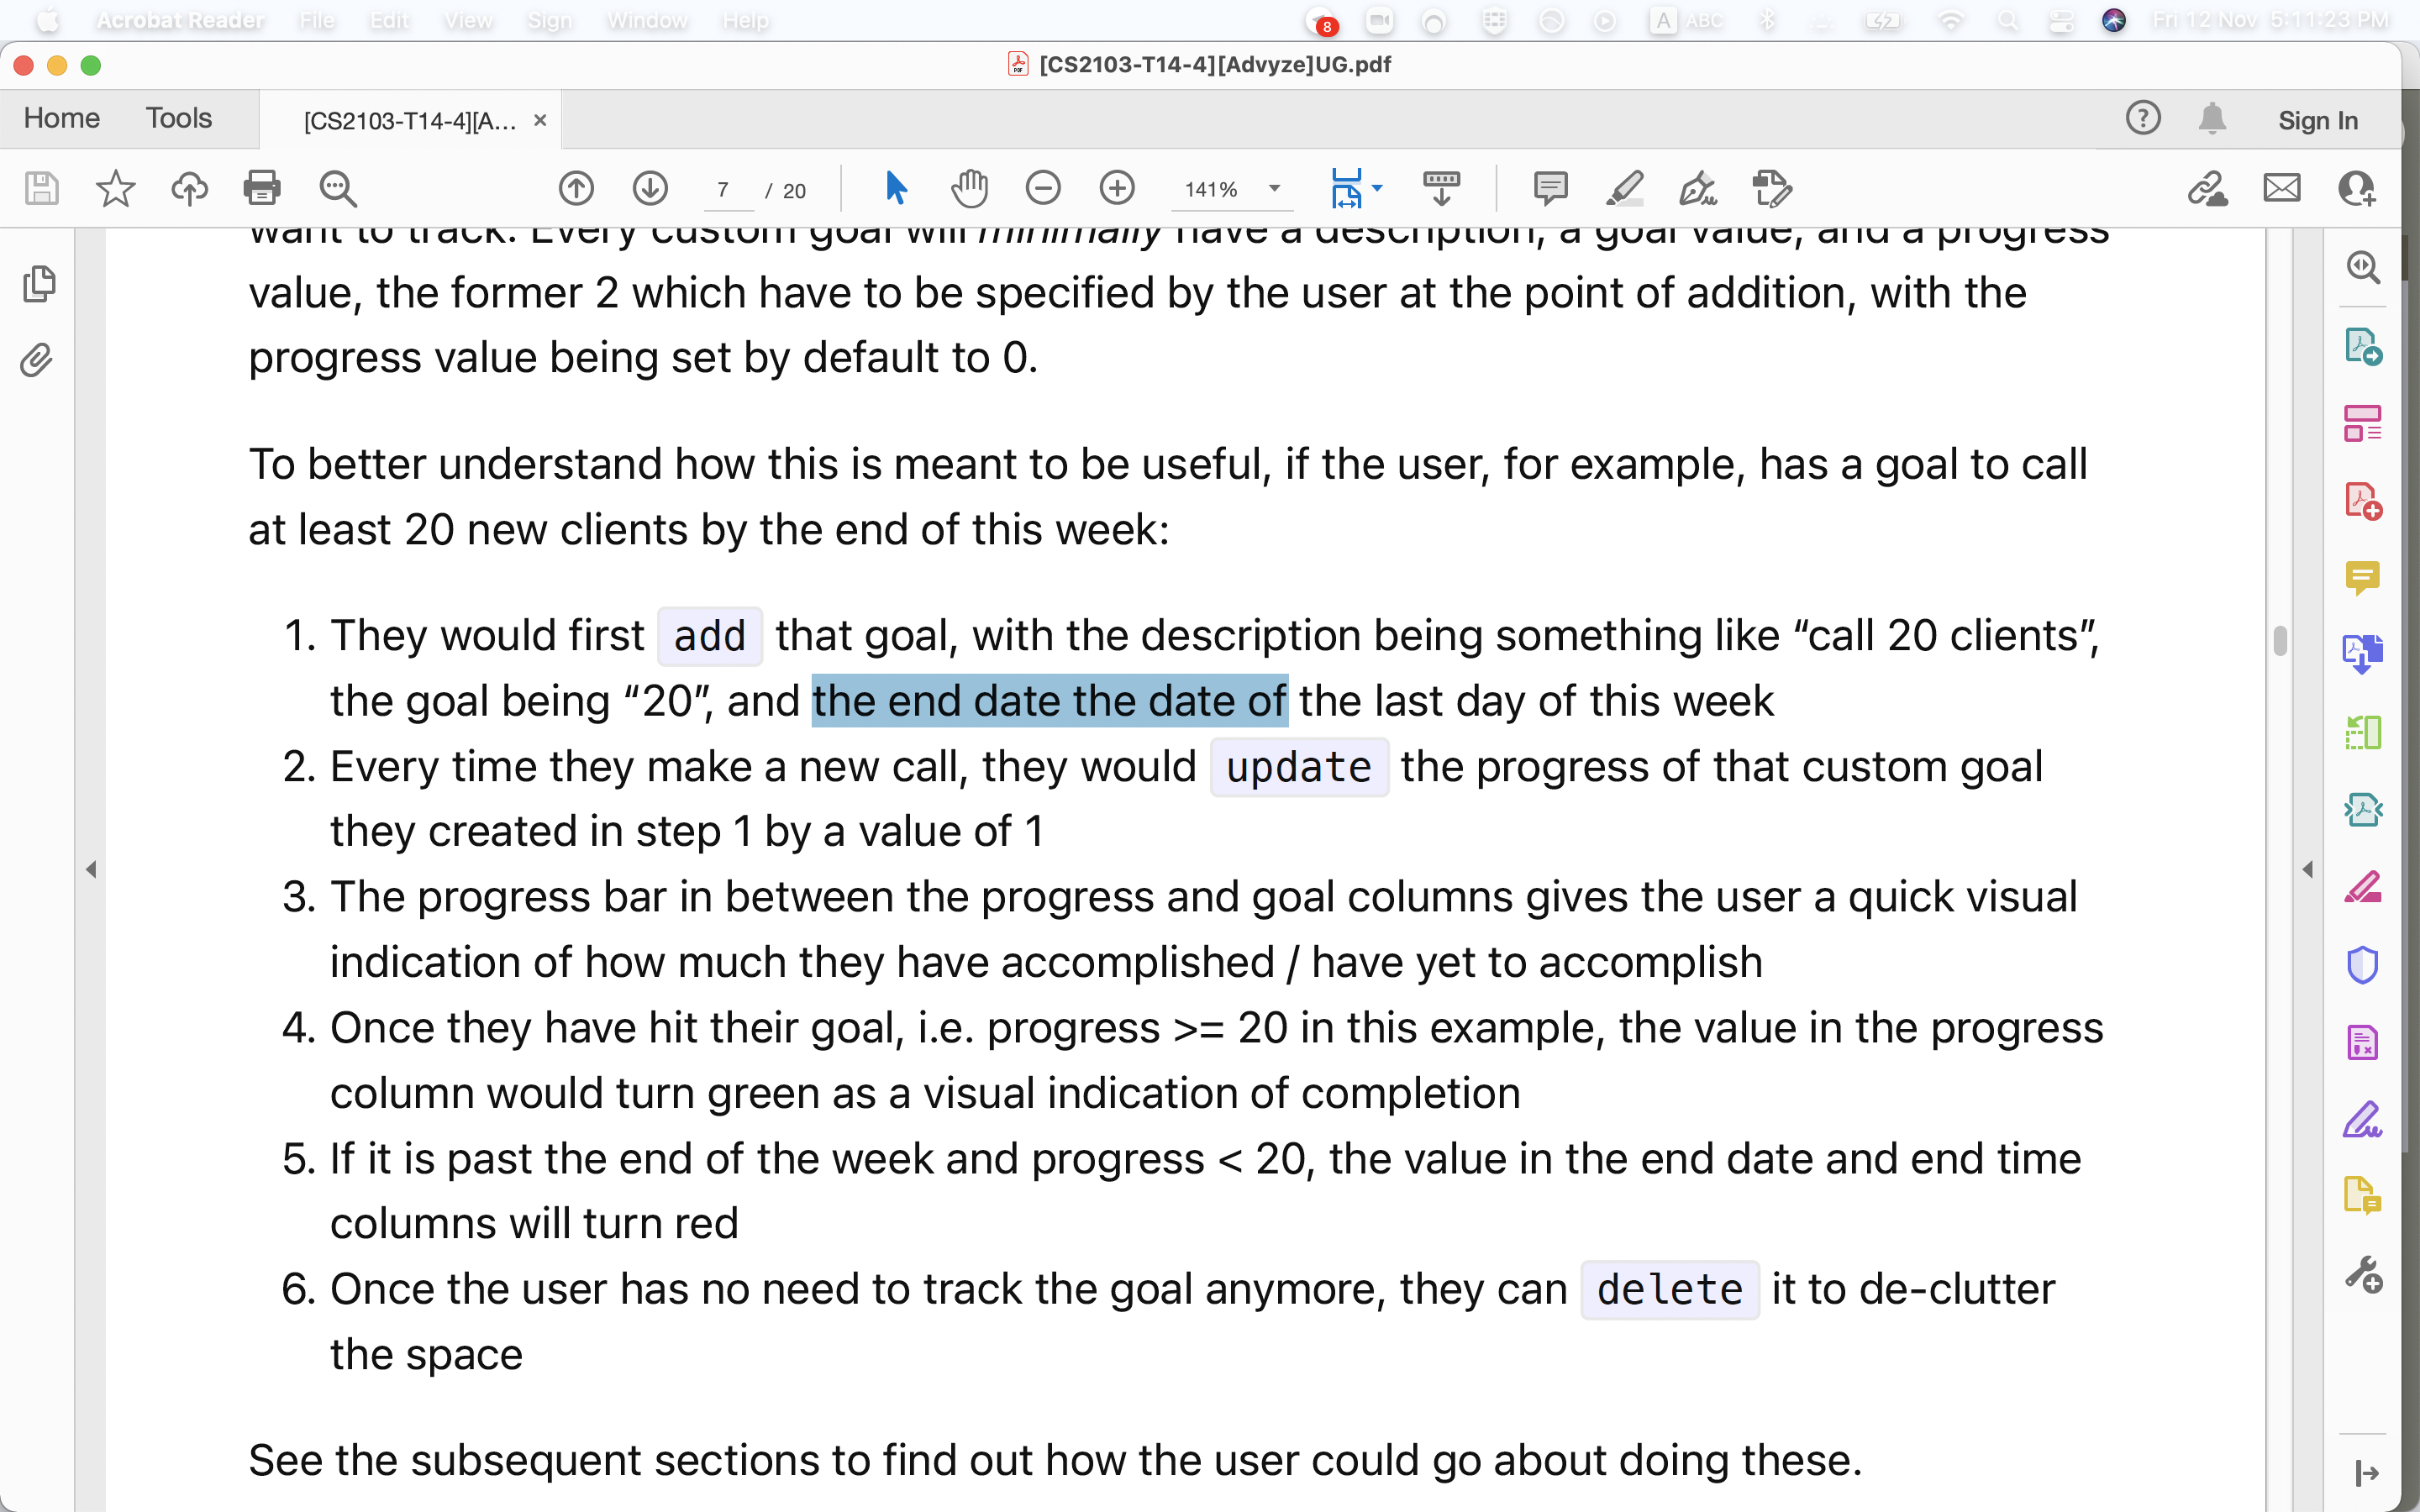 Acrobat Reader File Edit View Sign Window Help 8 A ABC Fri 12 Nov 5:11:23 PM
[CS2103-T14-4][Advyze]UG.pdf
Home Tools [CS2103-T14-4][A... × ? Sign In
7 / 20 141%
want to track. Every custom goal will minimally have a description, a goal value, and a progress
value, the former 2 which have to be specified by the user at the point of addition, with the
progress value being set by default to 0.
To better understand how this is meant to be useful, if the user, for example, has a goal to call
at least 20 new clients by the end of this week:
1. They would first add that goal, with the description being something like “call 20 clients”,
the goal being “20”, and the end date the date of the last day of this week
2. Every time they make a new call, they would update the progress of that custom goal
they created in step 1 by a value of 1
3. The progress bar in between the progress and goal columns gives the user a quick visual
indication of how much they have accomplished / have yet to accomplish
4. Once they have hit their goal, i.e. progress >= 20 in this example, the value in the progress
column would turn green as a visual indication of completion
5. If it is past the end of the week and progress < 20, the value in the end date and end time
columns will turn red
6. Once the user has no need to track the goal anymore, they can delete it to de-clutter
the space
See the subsequent sections to find out how the user could go about doing these.